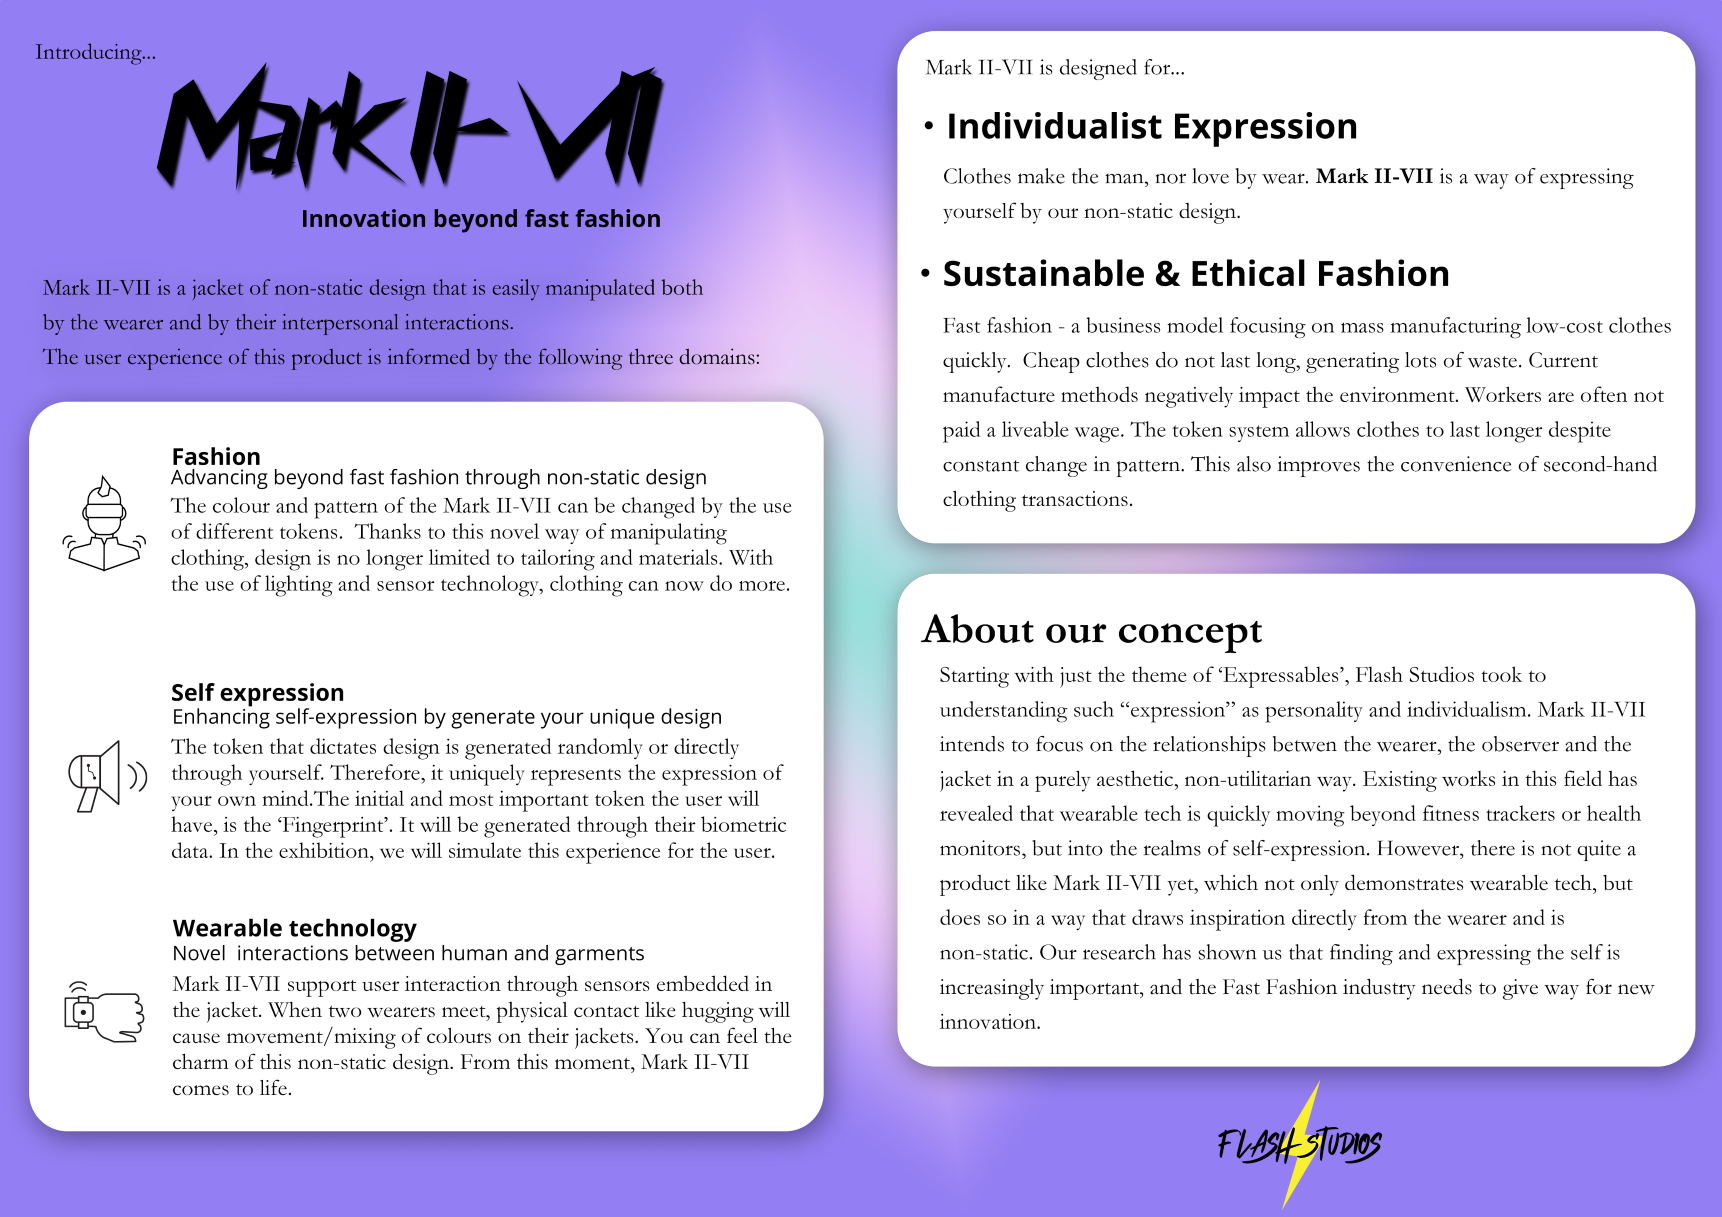 Introducing...
Mark II-VII
Innovation beyond fast fashion
Mark II-VII is a jacket of non-static design that is easily manipulated both
by the wearer and by their interpersonal interactions.
The user experience of this product is informed by the following three domains:
Fashion
Advancing beyond fast fashion through non-static design
The colour and pattern of the Mark II-VII can be changed by the use
of different tokens.  Thanks to this novel way of manipulating
clothing, design is no longer limited to tailoring and materials. With
the use of lighting and sensor technology, clothing can now do more.
Self expression
Enhancing self-expression by generate your unique design
The token that dictates design is generated randomly or directly
through yourself. Therefore, it uniquely represents the expression of
your own mind.The initial and most important token the user will
have, is the ‘Fingerprint’. It will be generated through their biometric
data. In the exhibition, we will simulate this experience for the user.
Wearable technology
Novel  interactions between human and garments
Mark II-VII support user interaction through sensors embedded in
the jacket. When two wearers meet, physical contact like hugging will
cause movement/mixing of colours on their jackets. You can feel the
charm of this non-static design. From this moment, Mark II-VII
comes to life.
Mark II-VII is designed for...
• Individualist Expression
Clothes make the man, nor love by wear. Mark II-VII is a way of expressing
yourself by our non-static design.
• Sustainable & Ethical Fashion
Fast fashion - a business model focusing on mass manufacturing low-cost clothes
quickly.  Cheap clothes do not last long, generating lots of waste. Current
manufacture methods negatively impact the environment. Workers are often not
paid a liveable wage. The token system allows clothes to last longer despite
constant change in pattern. This also improves the convenience of second-hand
clothing transactions.
About our concept
Starting with just the theme of ‘Expressables’, Flash Studios took to
understanding such “expression” as personality and individualism. Mark II-VII
intends to focus on the relationships betwen the wearer, the observer and the
jacket in a purely aesthetic, non-utilitarian way. Existing works in this field has
revealed that wearable tech is quickly moving beyond fitness trackers or health
monitors, but into the realms of self-expression. However, there is not quite a
product like Mark II-VII yet, which not only demonstrates wearable tech, but
does so in a way that draws inspiration directly from the wearer and is
non-static. Our research has shown us that finding and expressing the self is
increasingly important, and the Fast Fashion industry needs to give way for new
innovation.
FLASH STUDIOS